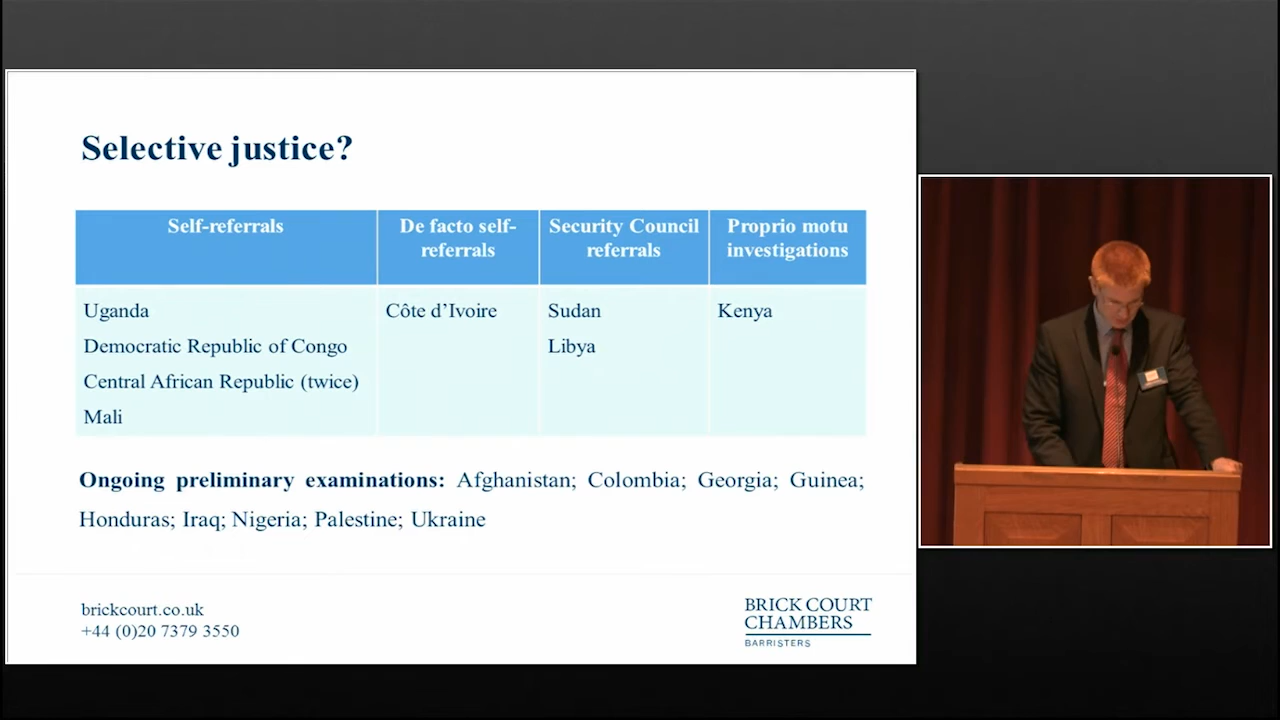 Selective justice?
Self-referrals
De facto self-
referrals
Security Council
referrals
Proprio motu
investigations
Uganda
Democratic Republic of Congo
Central African Republic (twice)
Mali
Côte d’Ivoire
Sudan
Libya
Kenya
Ongoing preliminary examinations: Afghanistan; Colombia; Georgia; Guinea;
Honduras; Iraq; Nigeria; Palestine; Ukraine
brickcourt.co.uk
+44 (0)20 7379 3550
BRICK COURT
CHAMBERS
BARRISTERS